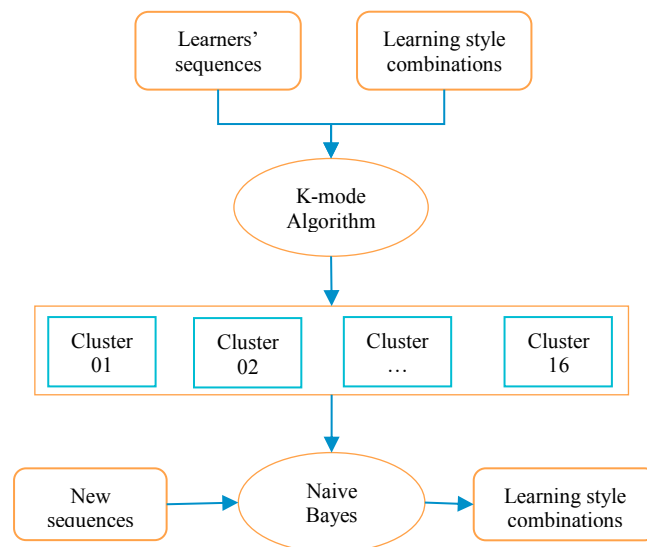 Learners’
sequences
Learning style
combinations
K-mode
Algorithm
Cluster
01
Cluster
02
Cluster
…
Cluster
16
New
sequences
Naive
Bayes
Learning style
combinations